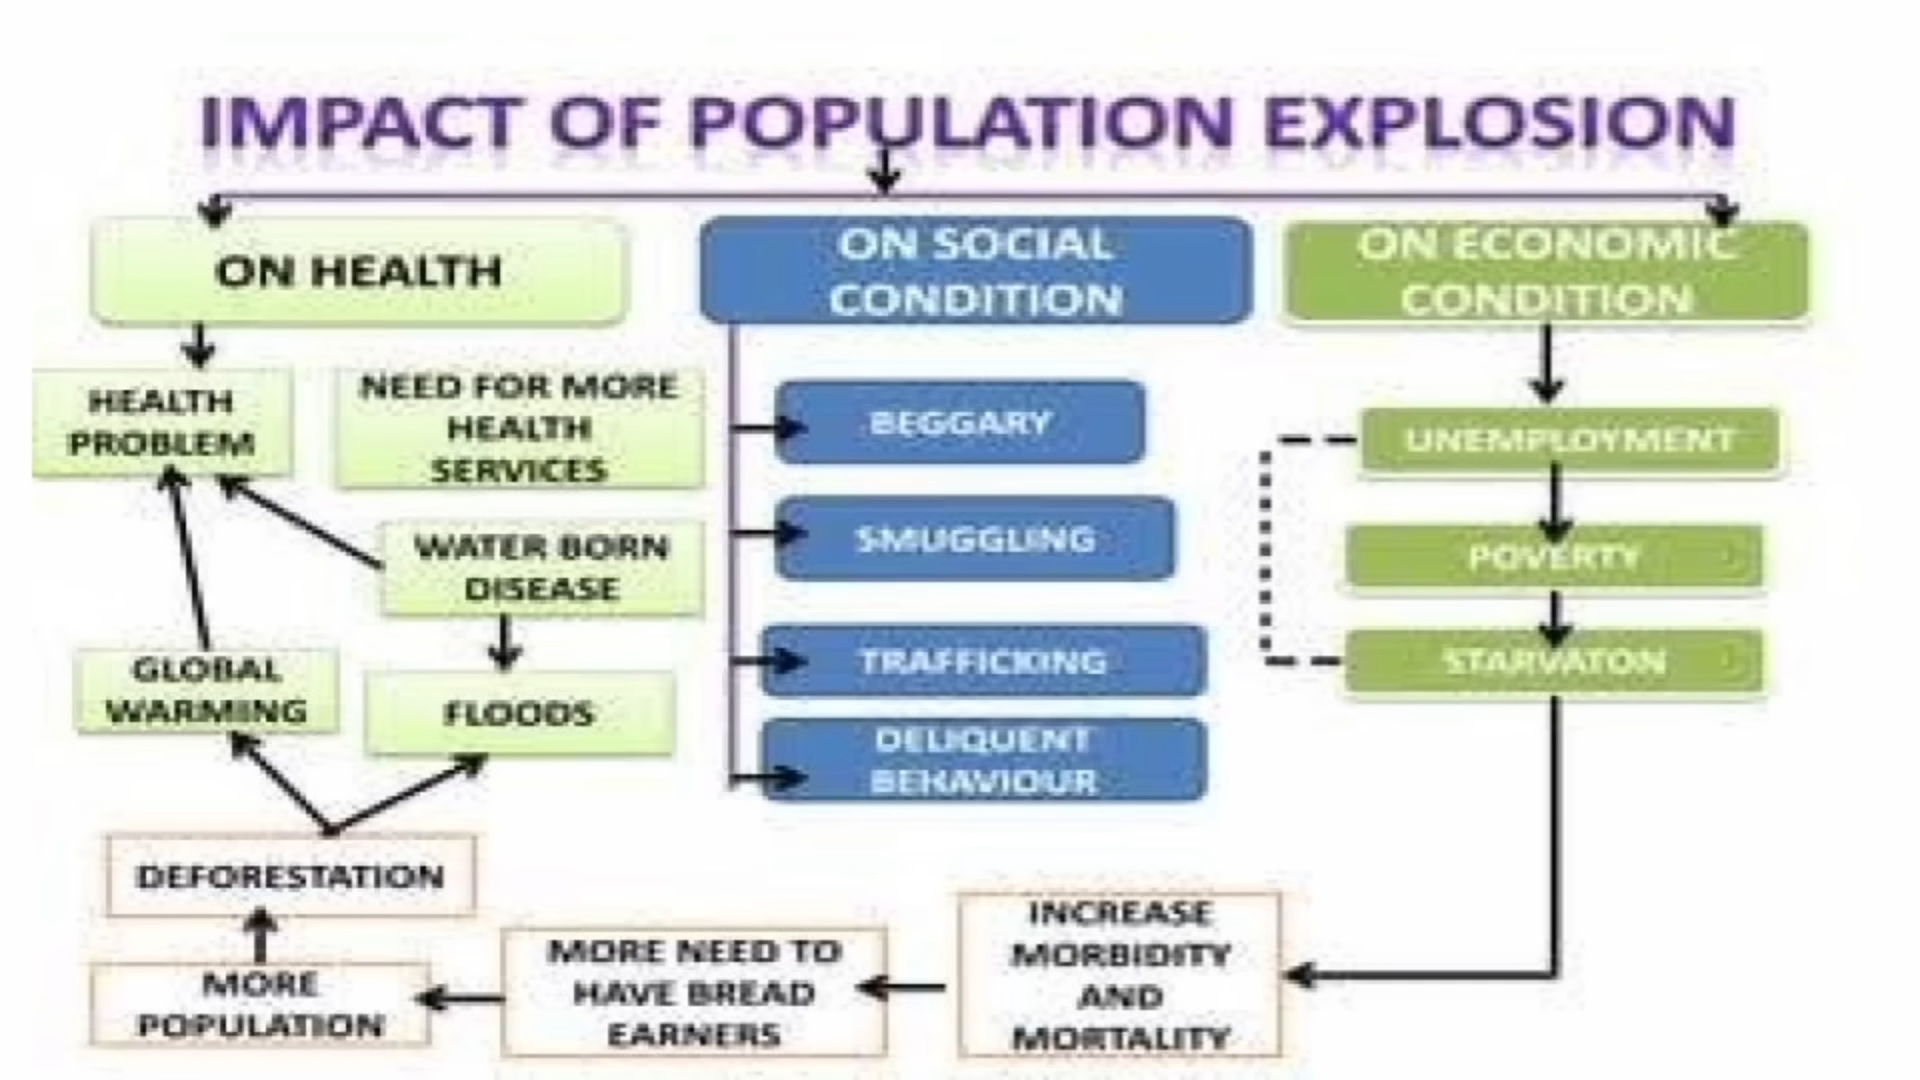 IMPACT OF POPULATION EXPLOSION
ON HEALTH
ON SOCIAL
CONDITION
ON ECONOMIC
CONDITION
HEALTH
PROBLEM
NEED FOR MORE
HEALTH
SERVICES
WATER BORN
DISEASE
GLOBAL
WARMING
FLOODS
BEGGARY
SMUGGLING
TRAFFICKING
DELIQUENT
BEHAVIOUR
UNEMPLOYMENT
POVERTY
STARVATON
DEFORESTATION
MORE
POPULATION
MORE NEED TO
HAVE BREAD
EARNERS
INCREASE
MORBIDITY
AND
MORTALITY